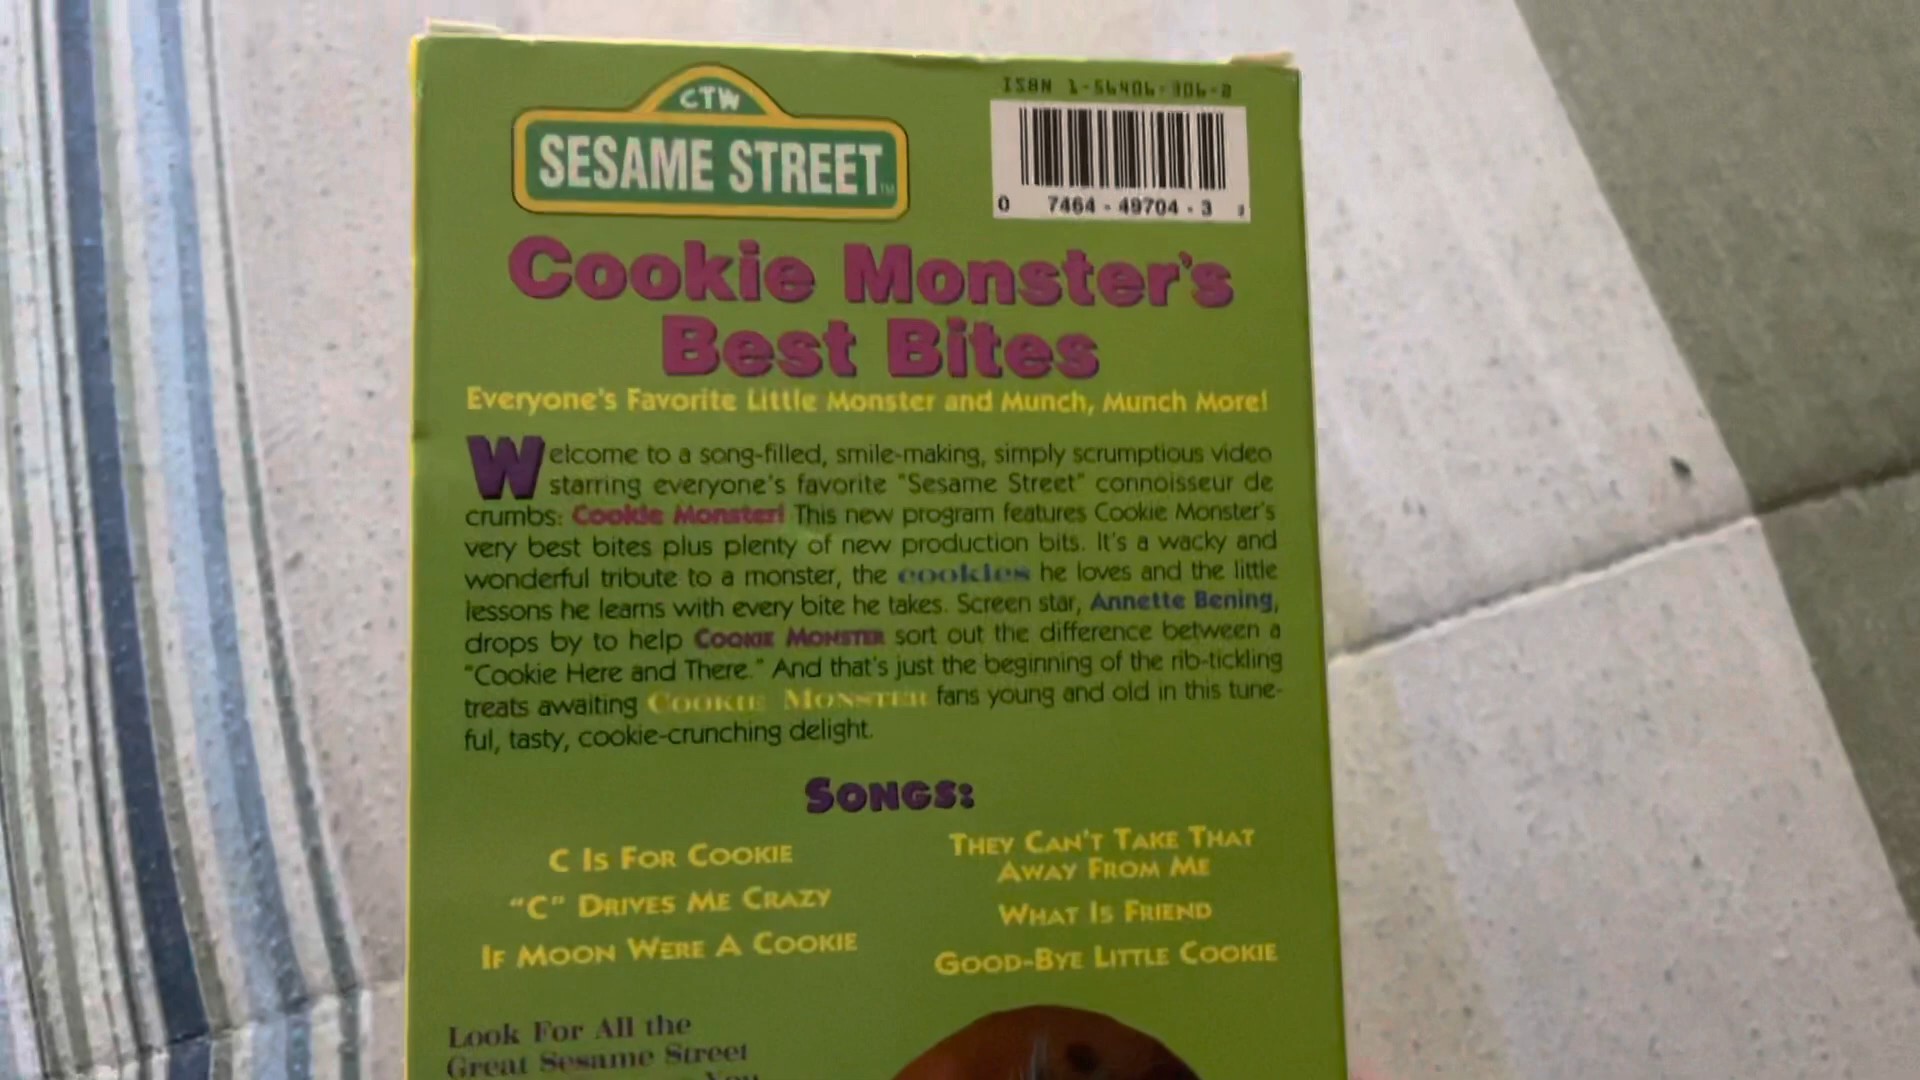 CTW
SESAME STREET
TM
ISBN 1-56406-306-2
0 7464-49704-3
Cookie Monster's
Best Bites
Everyone's Favorite Little Monster and Munch, Munch More!
Welcome to a song-filled, smile-making, simply scrumptious video
starring everyone's favorite "Sesame Street" connoisseur de
crumbs: Cookie Monster! This new program features Cookie Monster's
very best bites plus plenty of new production bits. It's a wacky and
wonderful tribute to a monster, the cookies he loves and the little
lessons he learns with every bite he takes. Screen star, Annette Bening,
drops by to help COOKIE MONSTER sort out the difference between a
"Cookie Here and There." And that's just the beginning of the rib-tickling
treats awaiting COOKIE MONSTER fans young and old in this tune-
ful, tasty, cookie-crunching delight.
SONGS:
C IS FOR COOKIE
"C" DRIVES ME CRAZY
IF MOON WERE A COOKIE
THEY CAN'T TAKE THAT
AWAY FROM ME
WHAT IS FRIEND
GOOD-BYE LITTLE COOKIE
Look For All the
Great Sesame Street
You